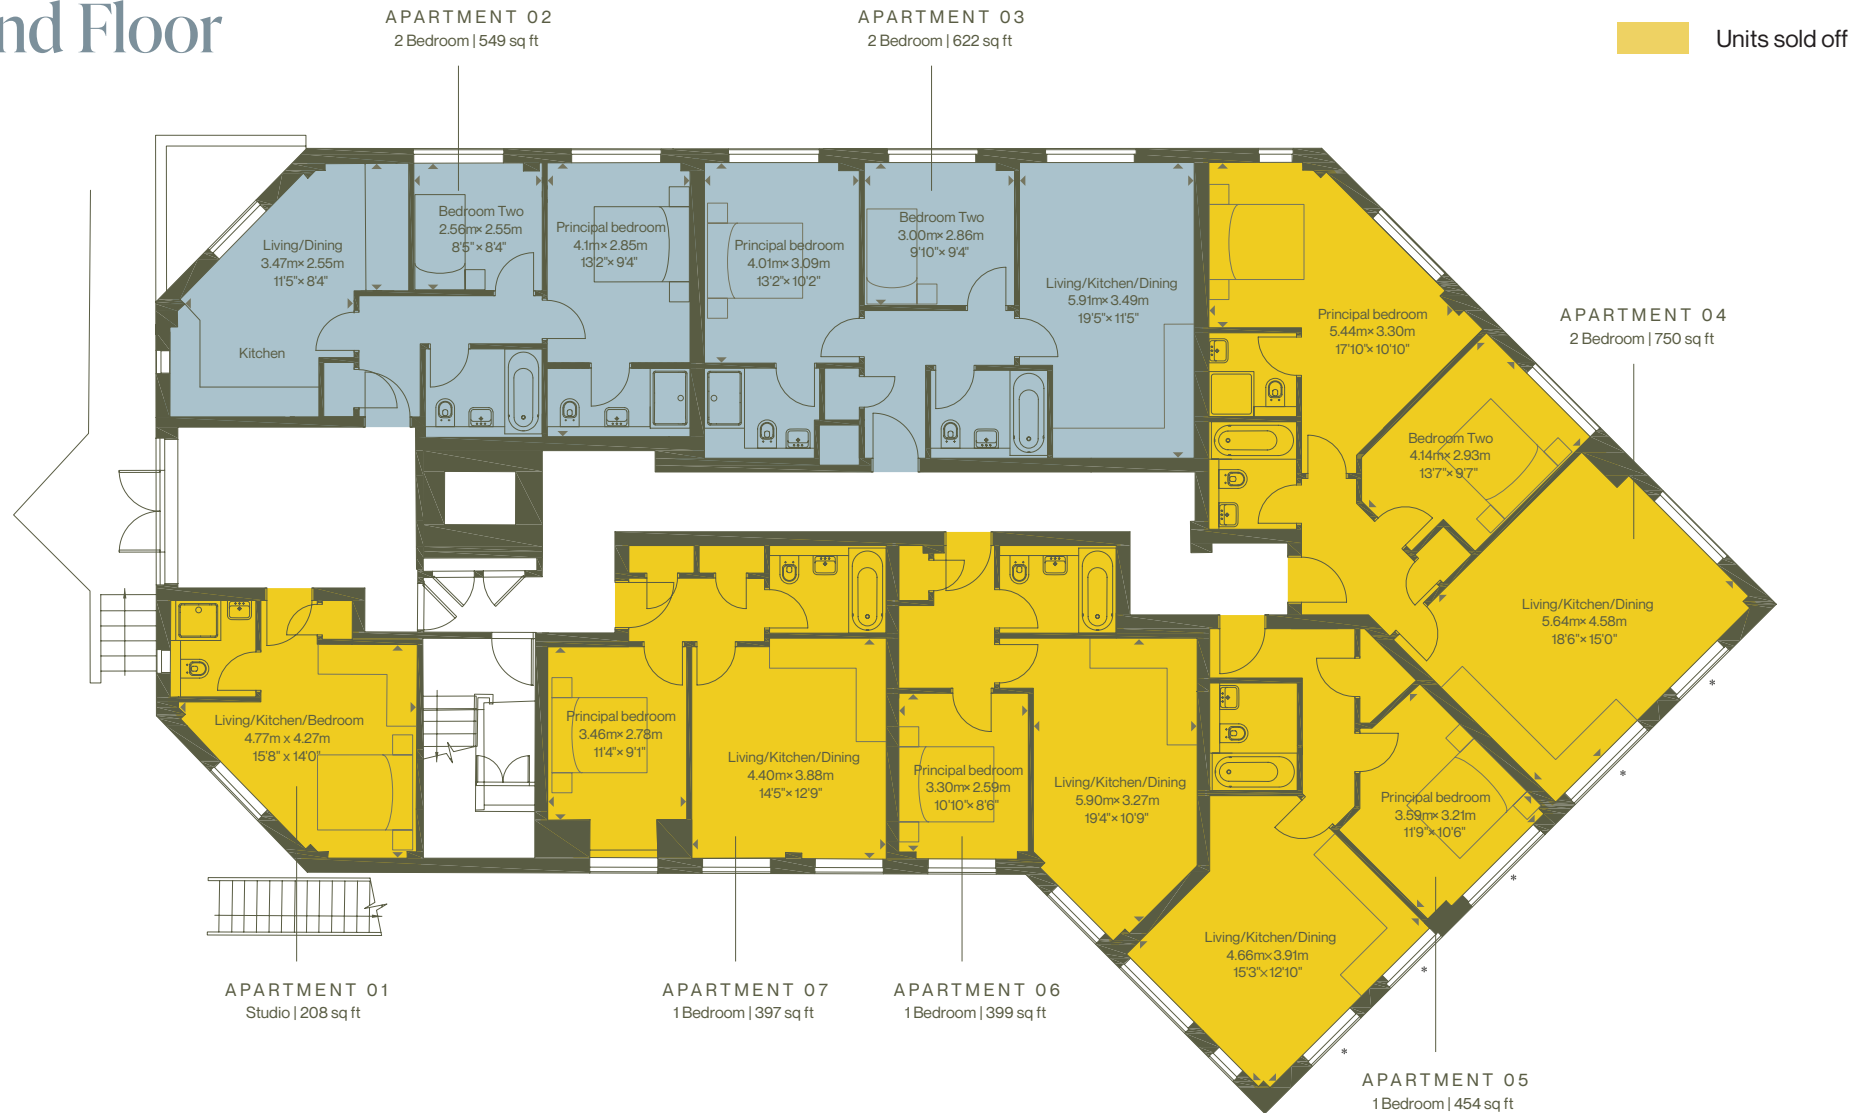 nd Floor
APARTMENT 02
2 Bedroom | 549 sq ft
APARTMENT 03
2 Bedroom | 622 sq ft
Units sold off
Living/Dining
3.47m× 2.55m
11'5" × 8'4"
Kitchen
Bedroom Two
2.56m× 2.55m
8'5" × 8'4"
Principal bedroom
4.1m× 2.85m
13'2" × 9'4"
Principal bedroom
4.01m× 3.09m
13'2" × 10'2"
Bedroom Two
3.00m× 2.86m
9'10" × 9'4"
Living/Kitchen/Dining
5.91m× 3.49m
19'5" × 11'5"
Principal bedroom
5.44m× 3.30m
17'10" × 10'10"
APARTMENT 04
2 Bedroom | 750 sq ft
Bedroom Two
4.14m× 2.93m
13'7" × 9'7"
Living/Kitchen/Dining
5.64m× 4.58m
18'6" × 15'0"
*
*
*
*
*
Living/Kitchen/Bedroom
4.77m x 4.27m
15'8" x 14'0"
Principal bedroom
3.46m× 2.78m
11'4" × 9'1"
Living/Kitchen/Dining
4.40m× 3.88m
14'5" × 12'9"
Principal bedroom
3.30m× 2.59m
10'10" × 8'6"
Living/Kitchen/Dining
5.90m× 3.27m
19'4" × 10'9"
Principal bedroom
3.59m× 3.21m
11'9" × 10'6"
Living/Kitchen/Dining
4.66m× 3.91m
15'3" × 12'10"
APARTMENT 01
Studio | 208 sq ft
APARTMENT 07
1 Bedroom | 397 sq ft
APARTMENT 06
1 Bedroom | 399 sq ft
APARTMENT 05
1 Bedroom | 454 sq ft